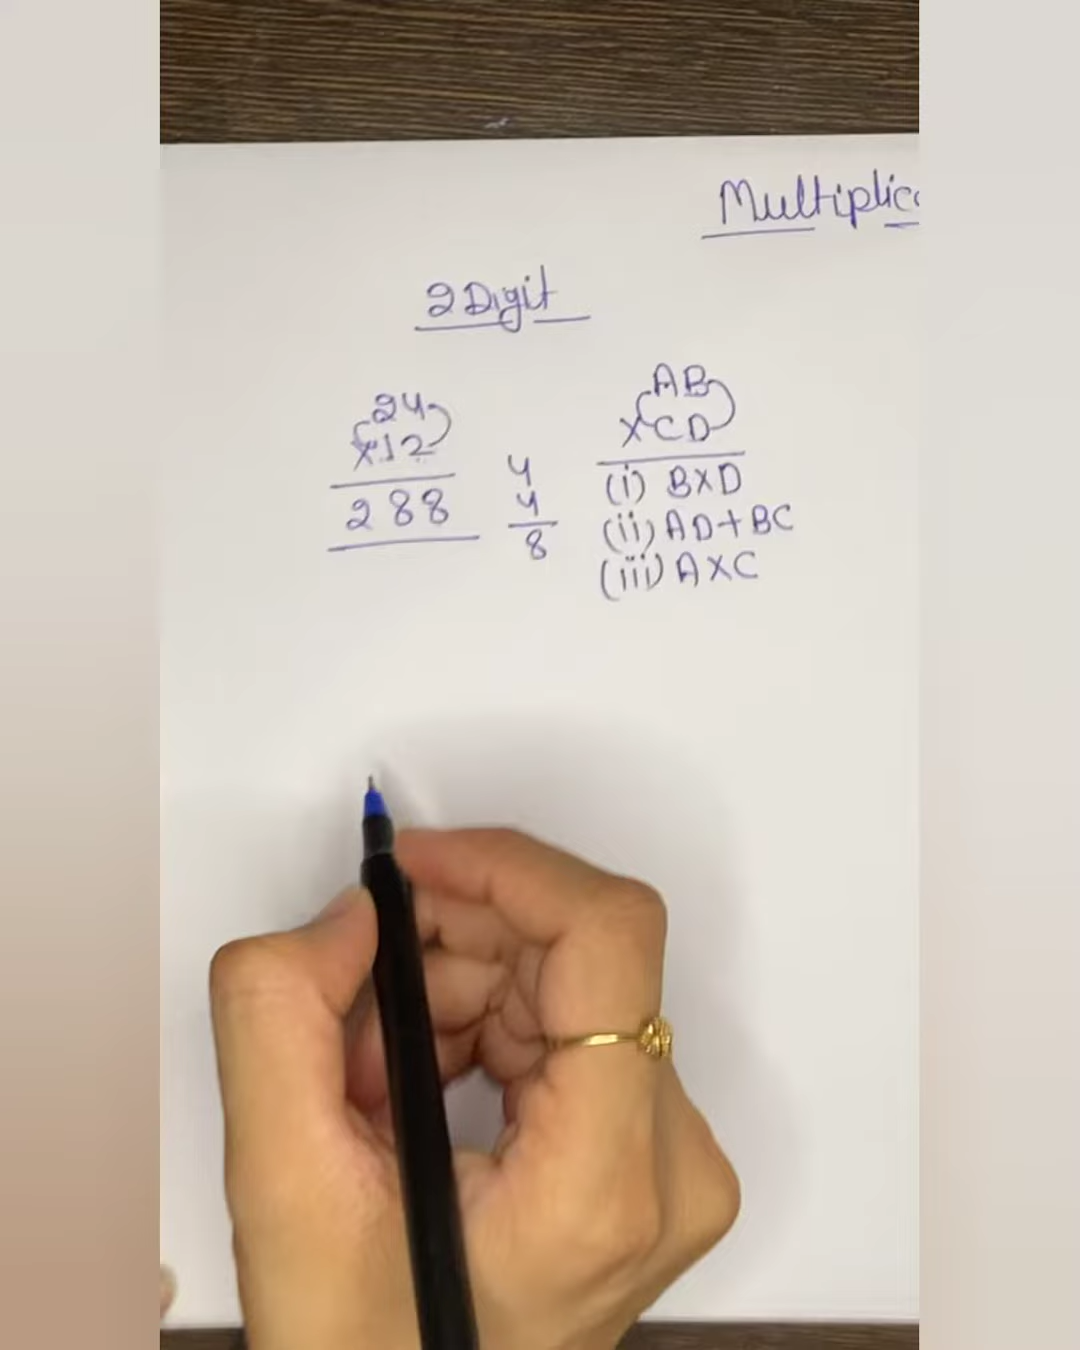 Multiplic
2 Digit
24
×12
288
4
4
8
AB
×CD
(i) B×D
(ii) AD+BC
(iii) A×C